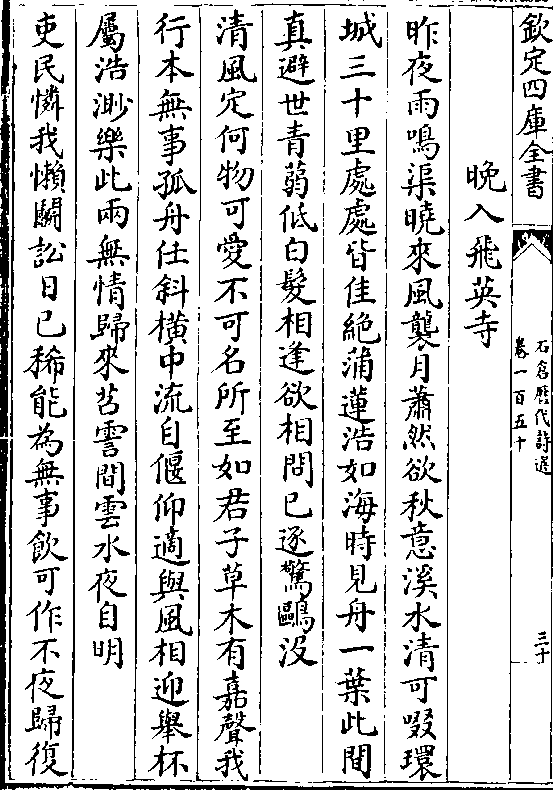 欽定四庫全書
石倉歷代詩選
卷一百五十
三十
晚入飛英寺
昨夜雨鳴渠曉來風襲月蕭然欲秋意溪水清可啜環
城三十里處處皆佳絶蒲蓮浩如海時見舟一葉此間
真避世青蒻低白髮相逢欲相問已逐驚鷗没
清風定何物可愛不可名所至如君子草木有嘉聲我
行本無事孤舟任斜橫中流自偃仰適與風相迎舉杯
屬浩渺樂此兩無情歸來苕霅間雲水夜自明
吏民憐我懶鬭訟日已稀能為無事飲可作不夜歸復